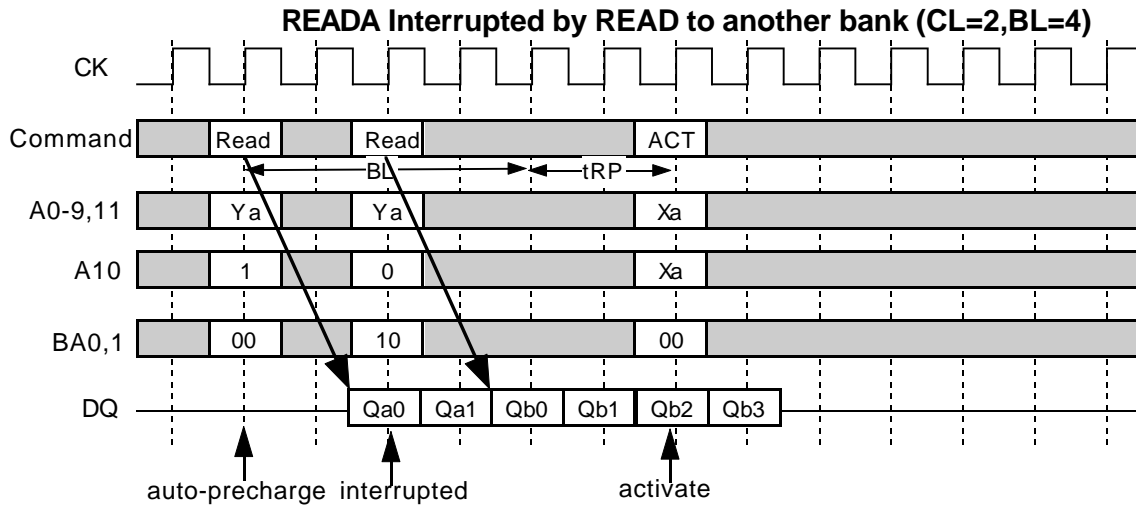 READA Interrupted by READ to another bank (CL=2,BL=4)
CK
Command Read Read ACT
BL tRP
A0-9,11 Ya Ya Xa
A10 1 0 Xa
BA0,1 00 10 00
DQ Qa0 Qa1 Qb0 Qb1 Qb2 Qb3
auto-precharge interrupted activate